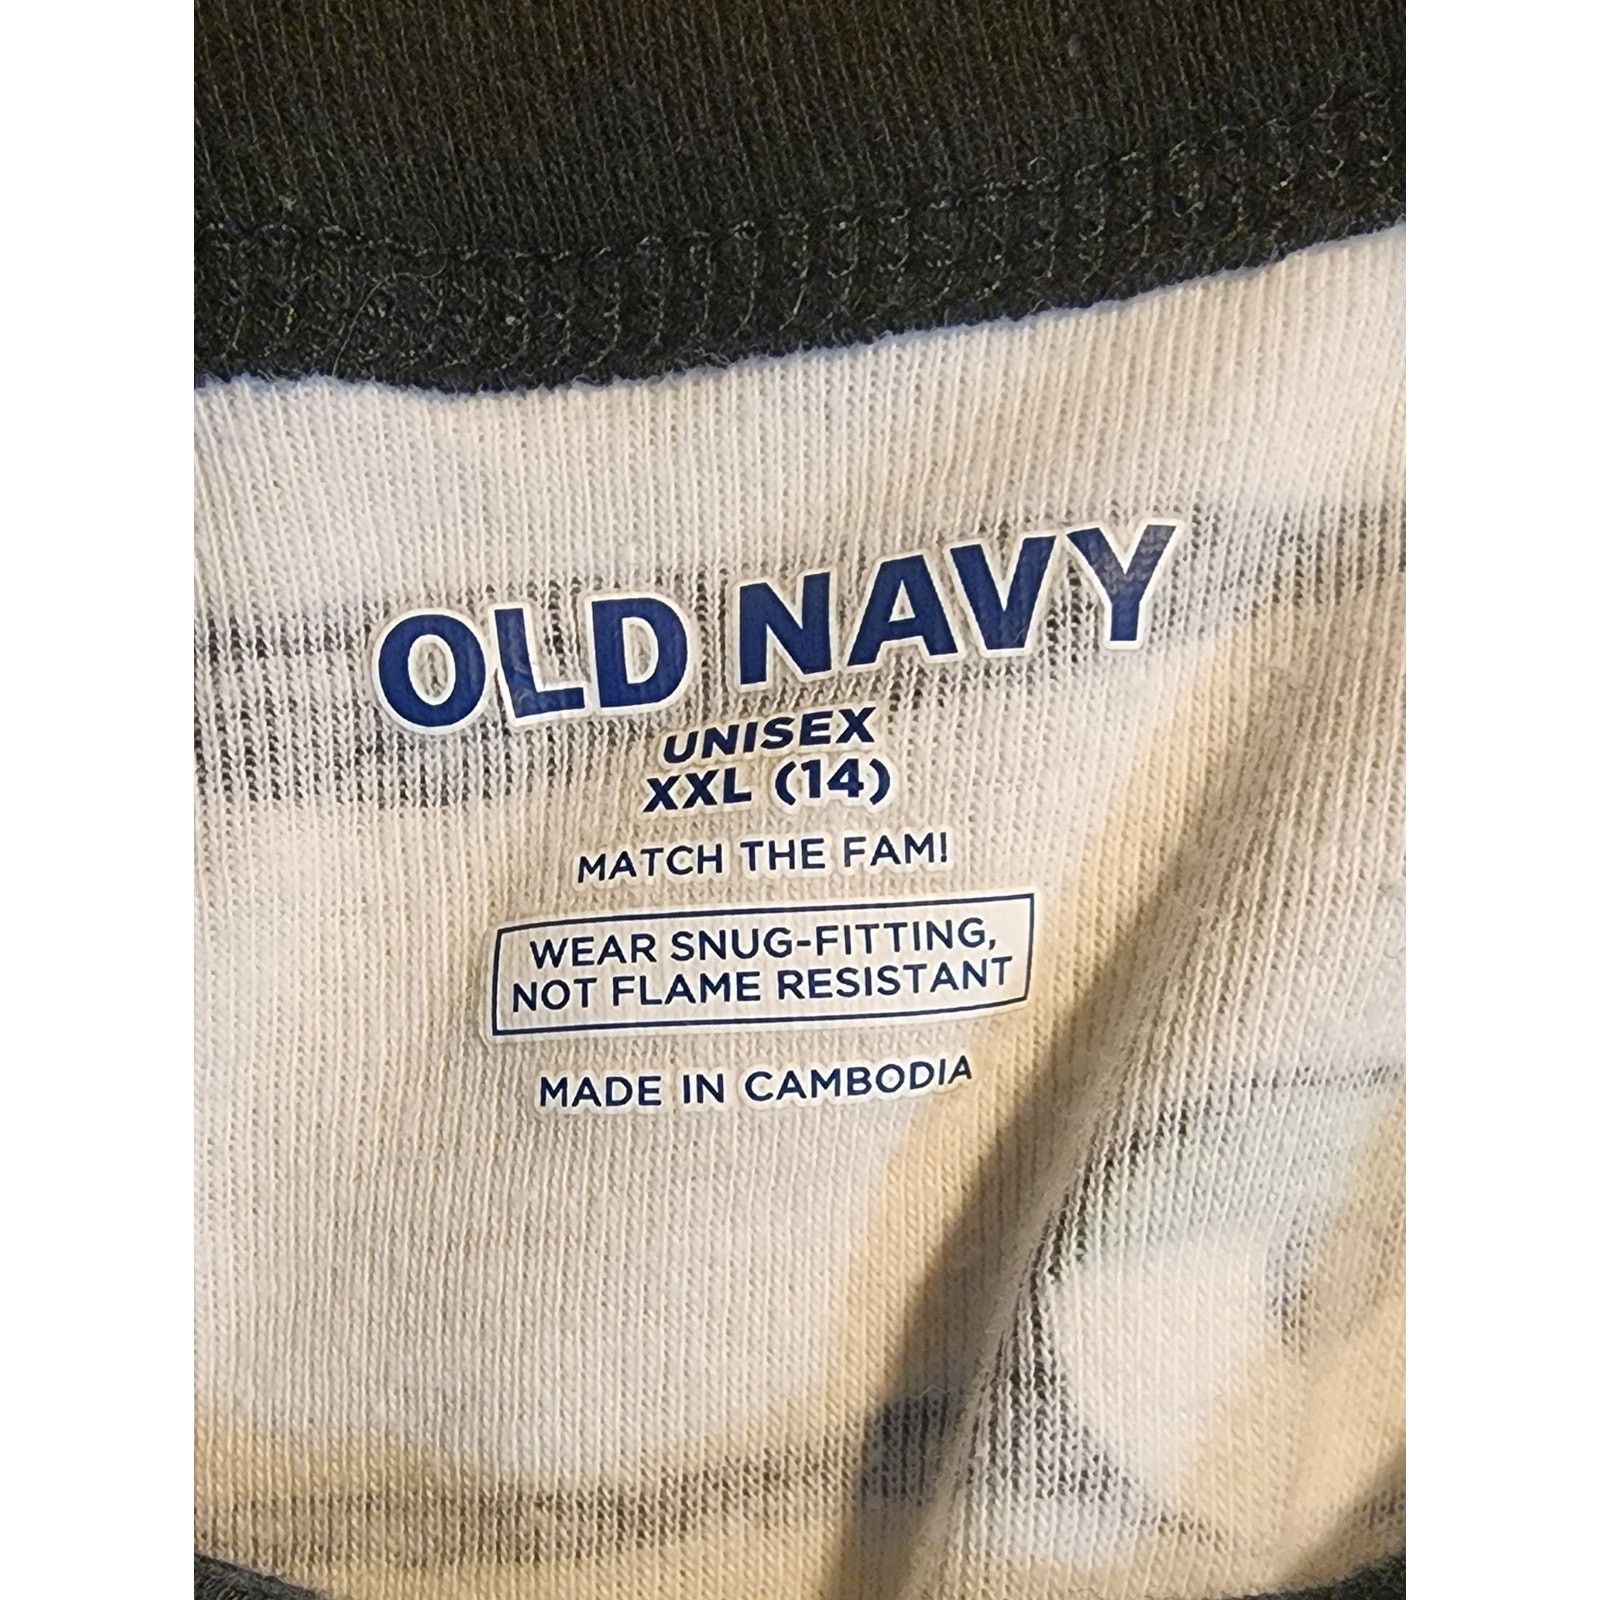 OLD NAVY
UNISEX
XXL (14)
MATCH THE FAM!
WEAR SNUG-FITTING,
NOT FLAME RESISTANT
MADE IN CAMBODIA